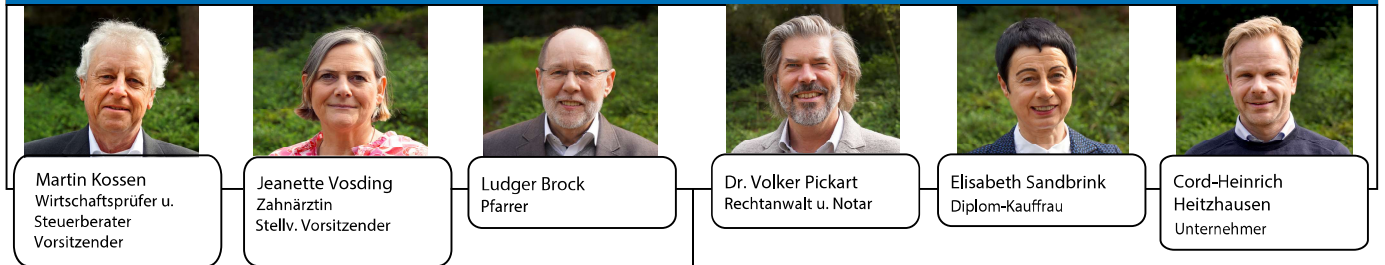 Martin Kossen
Wirtschaftsprüfer u.
Steuerberater
Vorsitzender
Jeanette Vosding
Zahnärztin
Stellv. Vorsitzender
Ludger Brock
Pfarrer
Dr. Volker Pickart
Rechtanwalt u. Notar
Elisabeth Sandbrink
Diplom-Kauffrau
Cord-Heinrich
Heitzhausen
Unternehmer